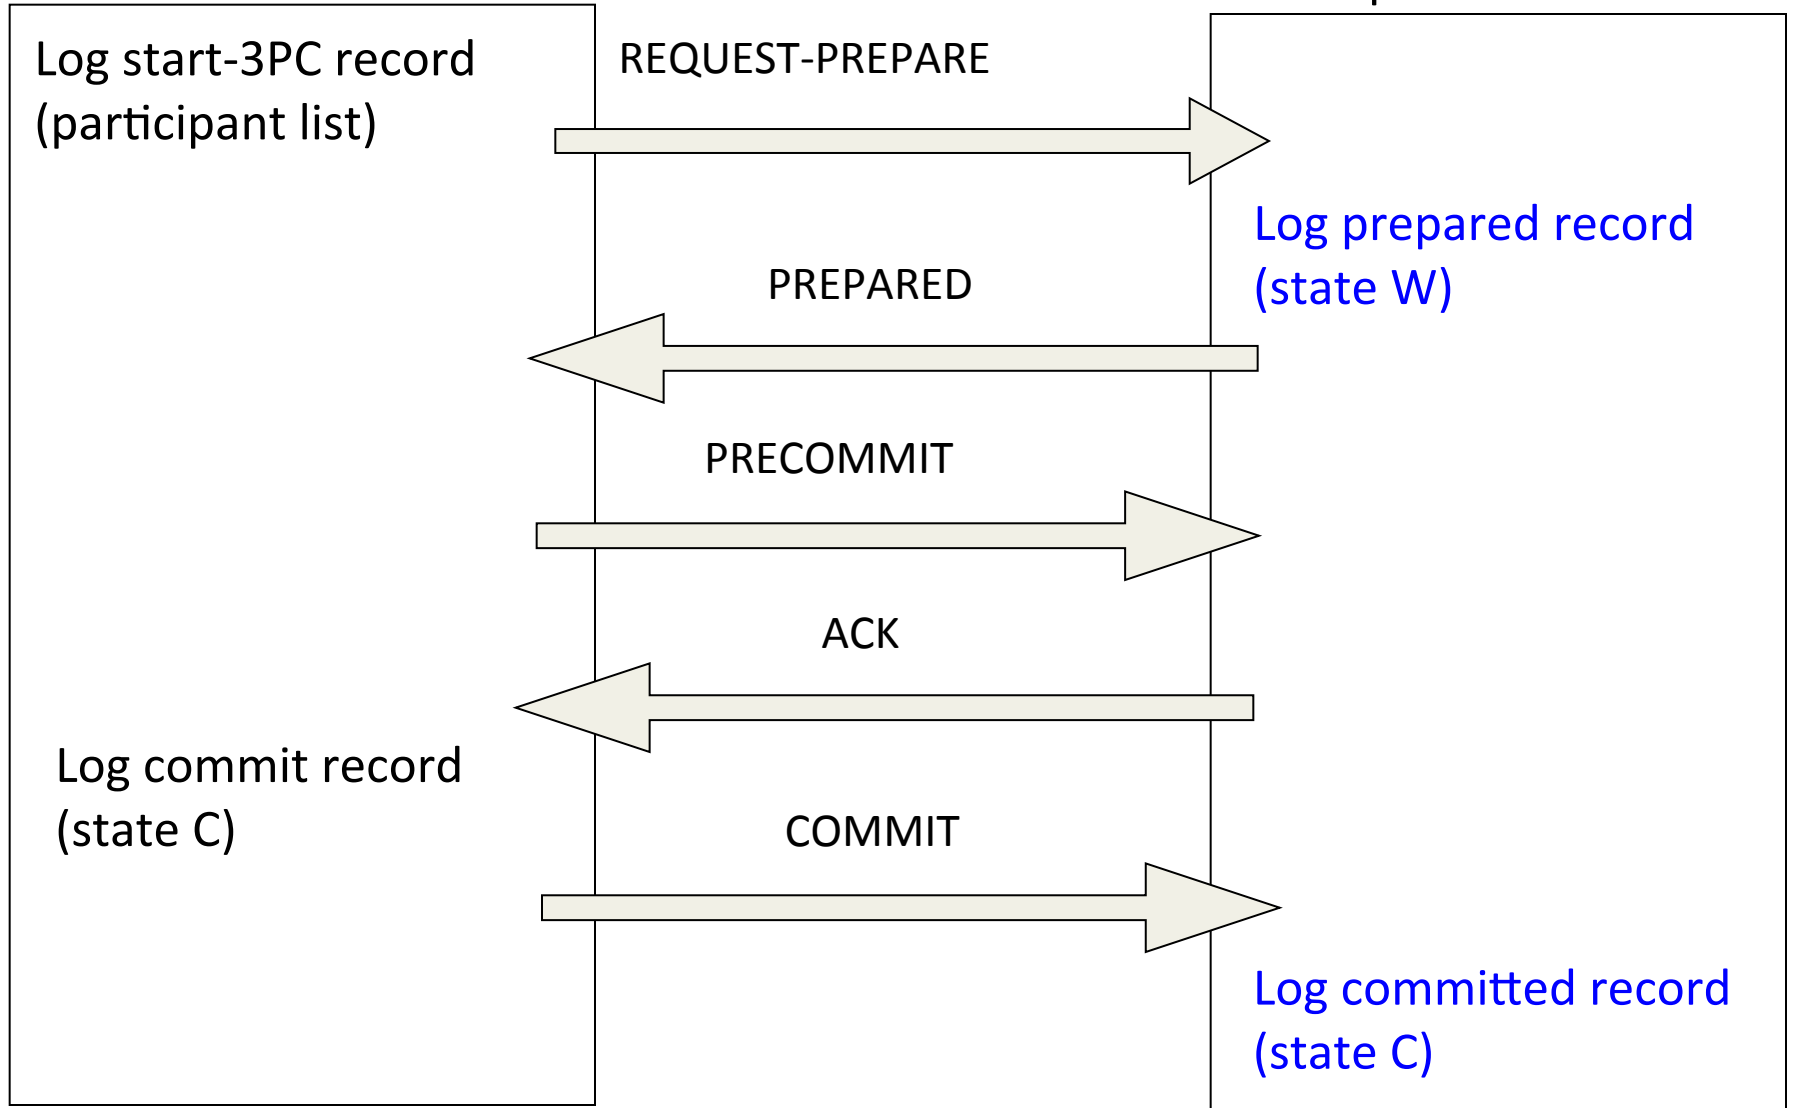 Log start-3PC record
(participant list)
REQUEST-PREPARE
Log prepared record
(state W)
PREPARED
PRECOMMIT
ACK
Log commit record
(state C)
COMMIT
Log committed record
(state C)